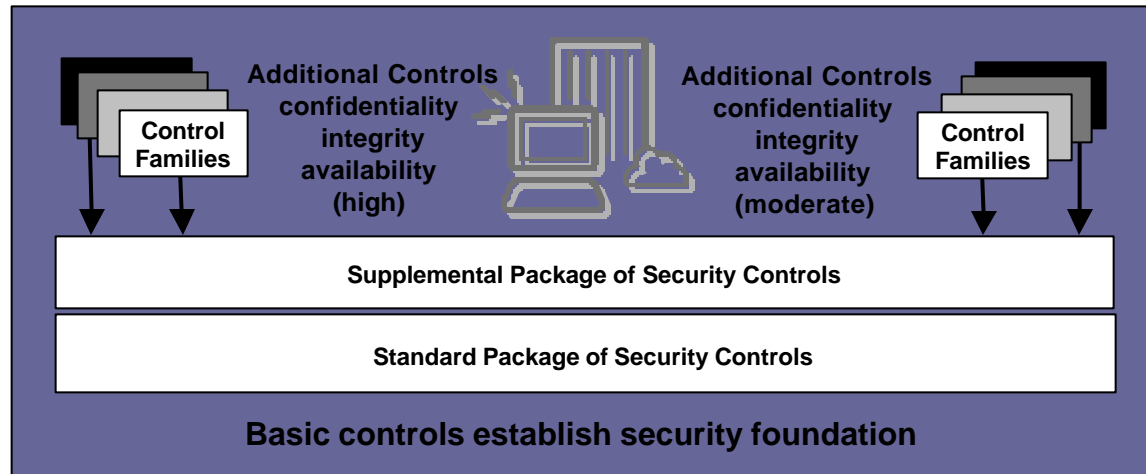 Additional Controls
confidentiality
integrity
availability
(high)
Additional Controls
confidentiality
integrity
availability
(moderate)
Control
Families
Control
Families
Supplemental Package of Security Controls
Standard Package of Security Controls
Basic controls establish security foundation